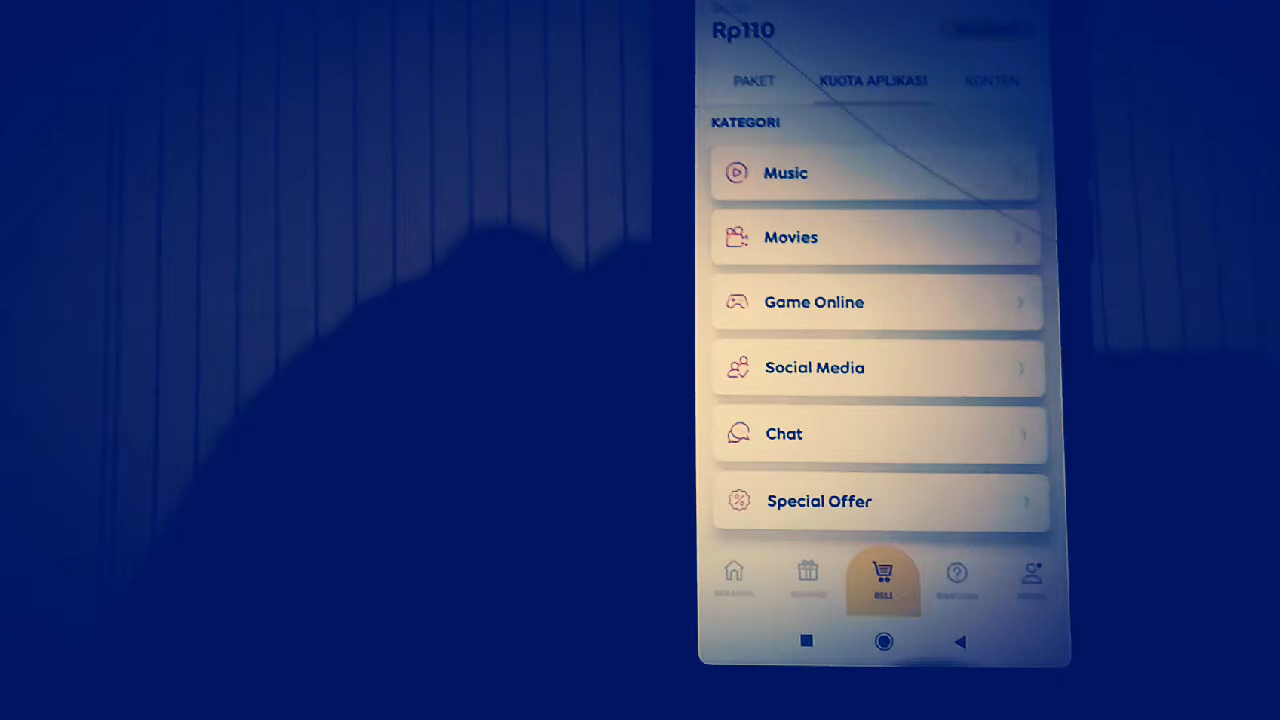 Rp110
PAKET KUOTA APLIKASI KONTEN
KATEGORI
Music
Movies
Game Online
Social Media
Chat
Special Offer
BELI